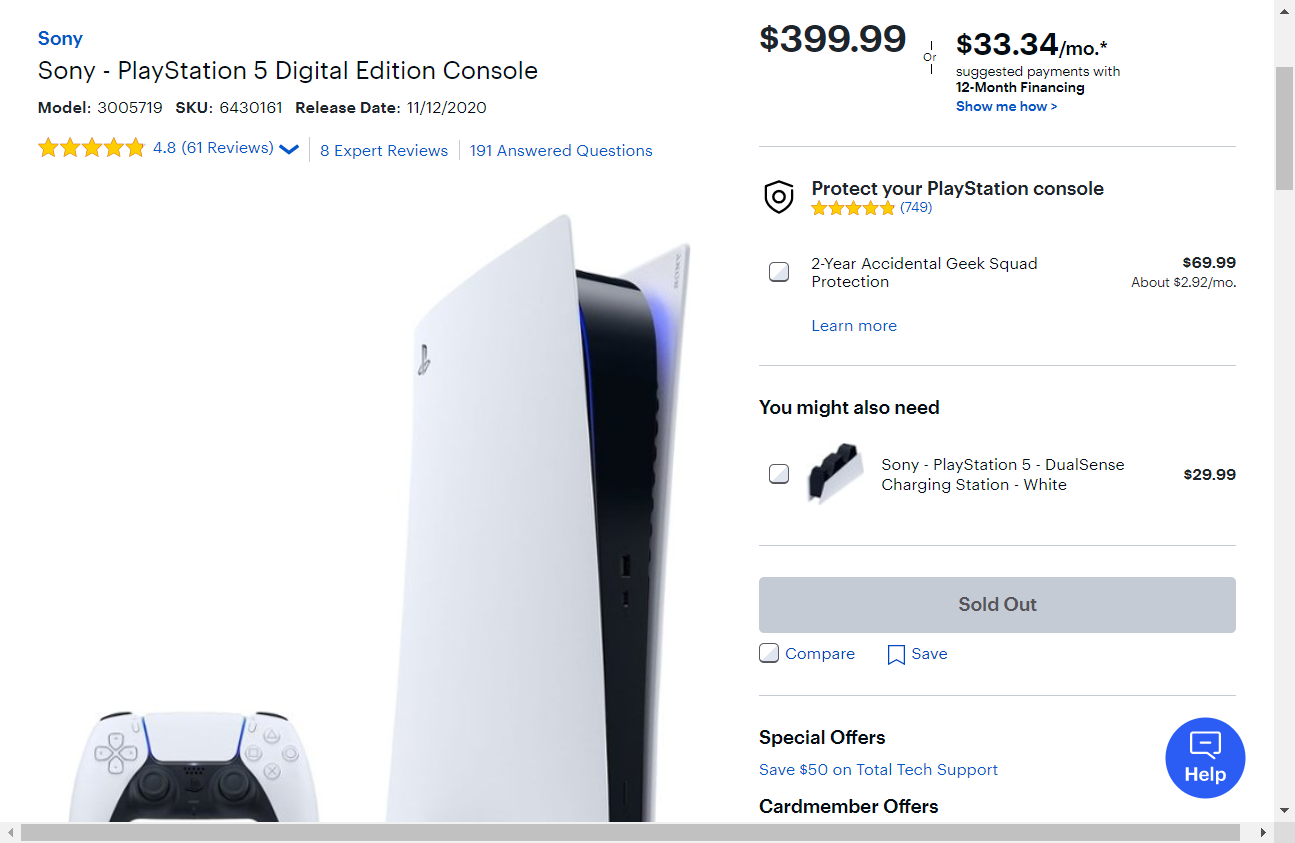 Sony
Sony - PlayStation 5 Digital Edition Console
Model: 3005719 SKU: 6430161 Release Date: 11/12/2020
4.8 (61 Reviews) 8 Expert Reviews 191 Answered Questions
$399.99
Or
$33.34/mo.*
suggested payments with
12-Month Financing
Show me how >
Protect your PlayStation console
(749)
2-Year Accidental Geek Squad
Protection
$69.99
About $2.92/mo.
Learn more
You might also need
Sony - PlayStation 5 - DualSense
Charging Station - White
$29.99
Sold Out
Compare
Save
Special Offers
Save $50 on Total Tech Support
Cardmember Offers
Help
SONY